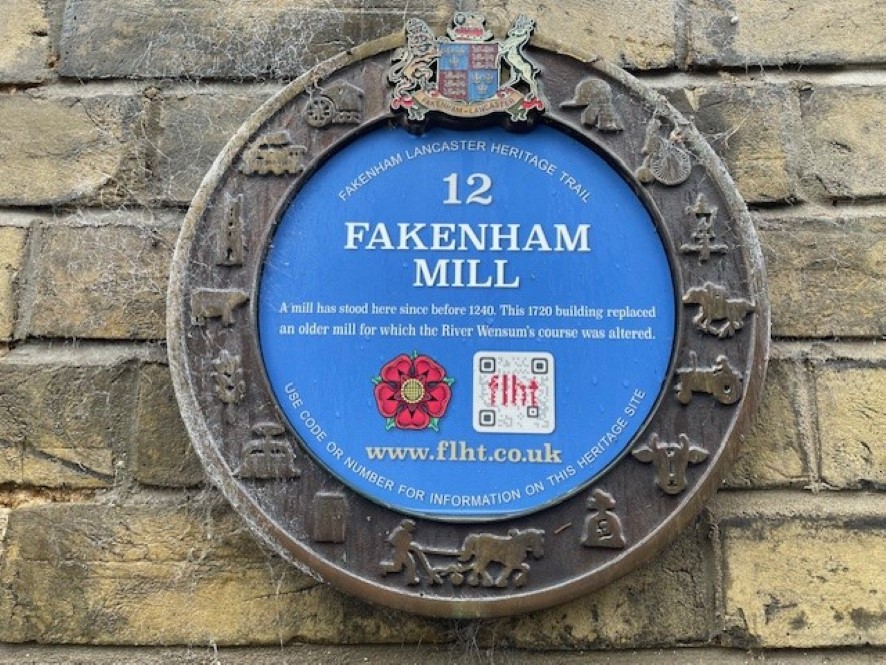 FAKENHAM - LANCASTER
FAKENHAM LANCASTER HERITAGE TRAIL
12
FAKENHAM
MILL
A mill has stood here since before 1240. This 1720 building replaced
an older mill for which the River Wensum's course was altered.
flht
www.flht.co.uk
USE CODE OR NUMBER FOR INFORMATION ON THIS HERITAGE SITE